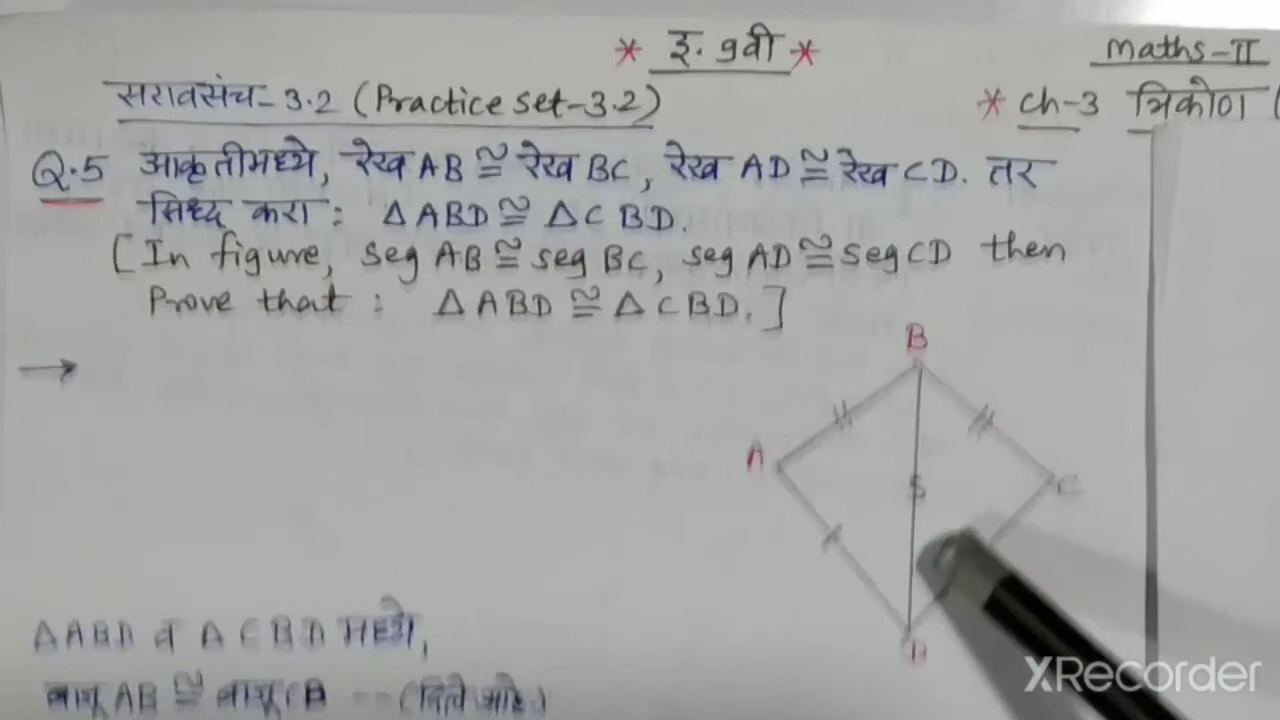 * इ. 9वी *
Maths-II
सरावसंच- 3.2 (Practice set-3.2)
* Ch-3 त्रिकोण (
Q.5 आकृतीमध्ये, रेख AB ≅ रेख BC, रेख AD ≅ रेख CD. तर
सिध्द करा: ΔABD ≅ ΔCBD.
[In figure, seg AB ≅ seg BC, seg AD ≅ seg CD then
Prove that : ΔABD ≅ ΔCBD.]
→
B
A
C
D
ΔABD व ΔCBD मध्ये,
बाजू AB ≅ बाजू CB -- (दिले आहे)
XRecorder